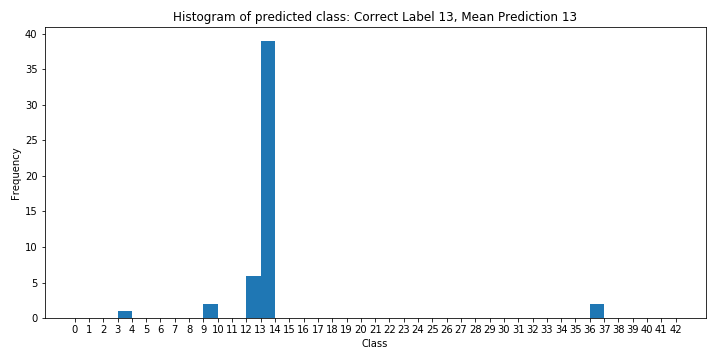 Histogram of predicted class: Correct Label 13, Mean Prediction 13
40
35
30
25
20
15
10
5
0
Frequency
0 1 2 3 4 5 6 7 8 9 10 11 12 13 14 15 16 17 18 19 20 21 22 23 24 25 26 27 28 29 30 31 32 33 34 35 36 37 38 39 40 41 42
Class